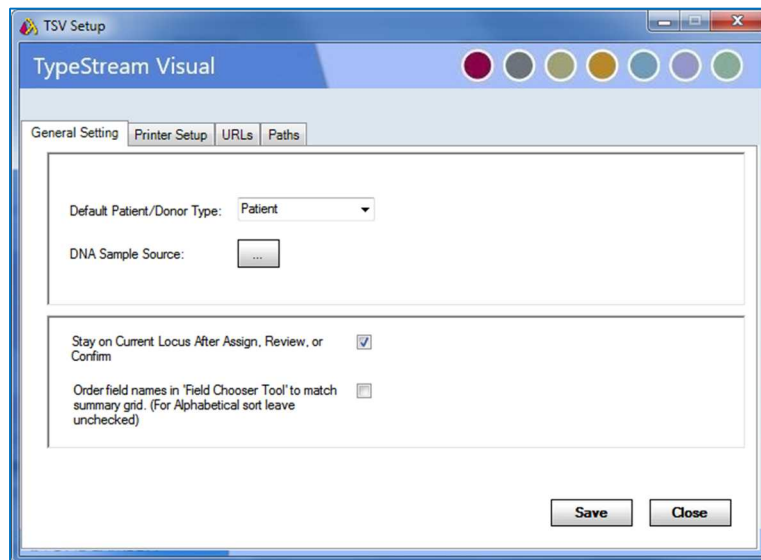 TSV Setup
TypeStream Visual
General Setting Printer Setup URLs Paths
Default Patient/Donor Type: Patient
DNA Sample Source: ...
Stay on Current Locus After Assign, Review, or
Confirm
Order field names in 'Field Chooser Tool' to match
summary grid. (For Alphabetical sort leave
unchecked)
Save Close